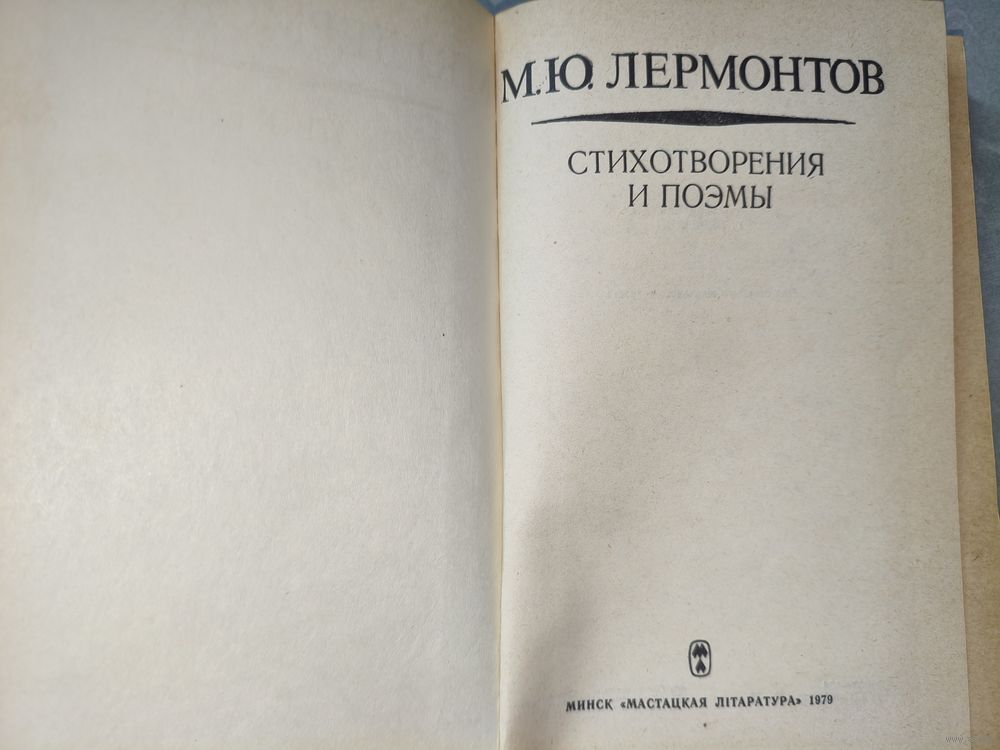 М.Ю. ЛЕРМОНТОВ
СТИХОТВОРЕНИЯ
И ПОЭМЫ
МИНСК «МАСТАЦКАЯ ЛІТАРАТУРА» 1979